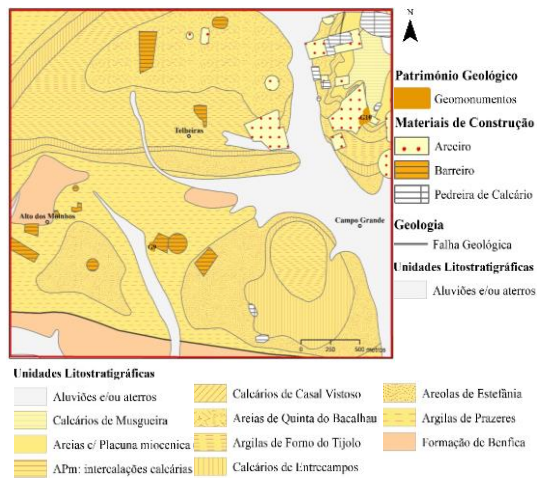 N
Património Geológico
Geomonumentos
Materiais de Construção
Areeiro
Barreiro
Pedreira de Calcário
Geologia
Falha Geológica
Unidades Litostratigráficas
Aluviões e/ou aterros
G10
Telheiras
Alto dos Moinhos
Campo Grande
G9
0 250 500 metros
Unidades Litostratigráficas
Aluviões e/ou aterros
Calcários de Musgueira
Areias c/ Placuna miocenica
APm: intercalações calcárias
Calcários de Casal Vistoso
Areias de Quinta do Bacalhau
Argilas de Forno do Tijolo
Calcários de Entrecampos
Areolas de Estefânia
Argilas de Prazeres
Formação de Benfica